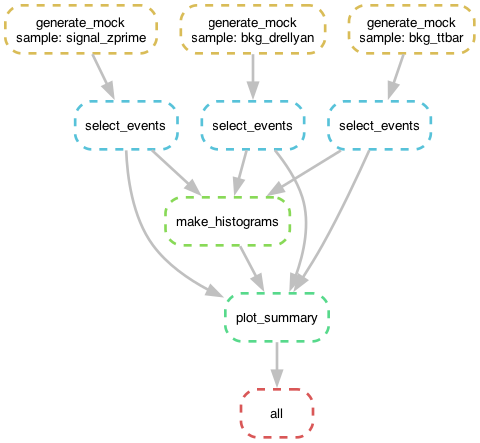 generate_mock
sample: signal_zprime
generate_mock
sample: bkg_drellyan
generate_mock
sample: bkg_ttbar
select_events
select_events
select_events
make_histograms
plot_summary
all